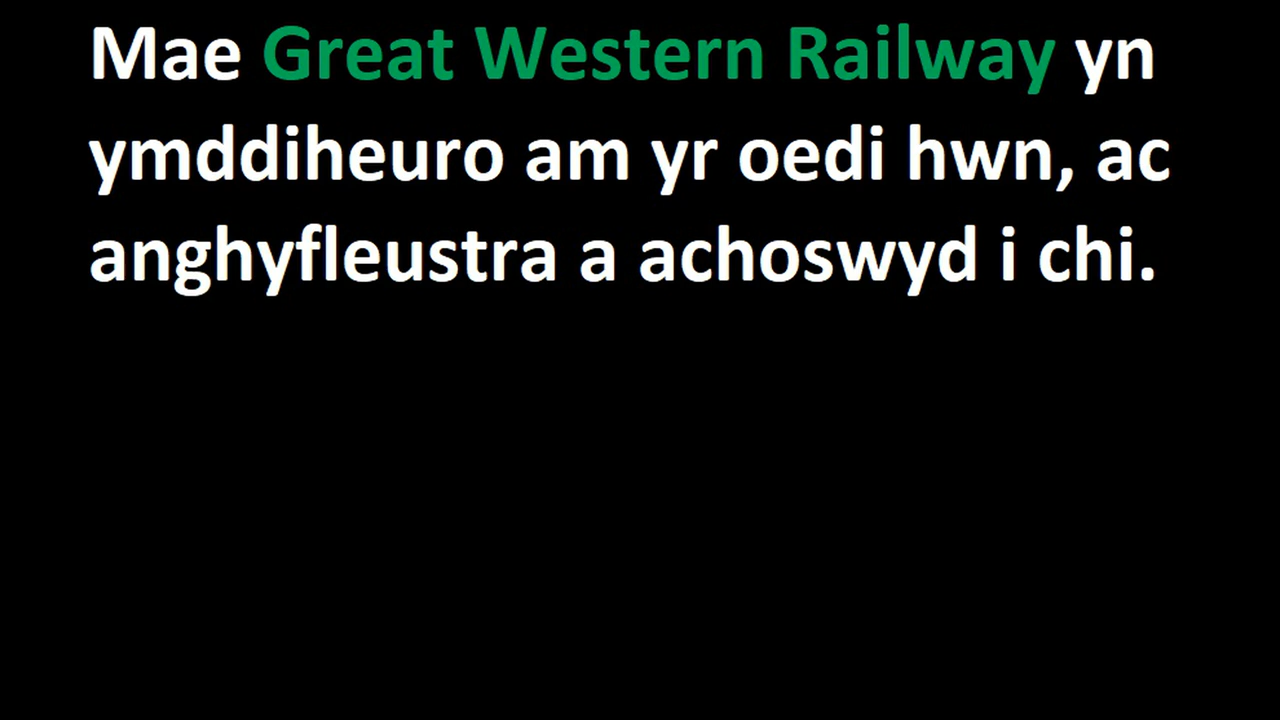 Mae Great Western Railway yn
ymddiheuro am yr oedi hwn, ac
anghyfleustra a achoswyd i chi.